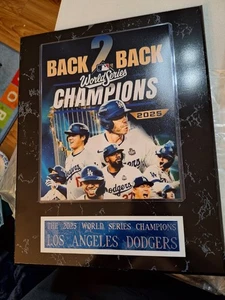 BACK 2 BACK
World Series
CHAMPIONS
2025
Dodgers
THE 2025 WORLD SERIES CHAMPIONS
LOS ANGELES DODGERS